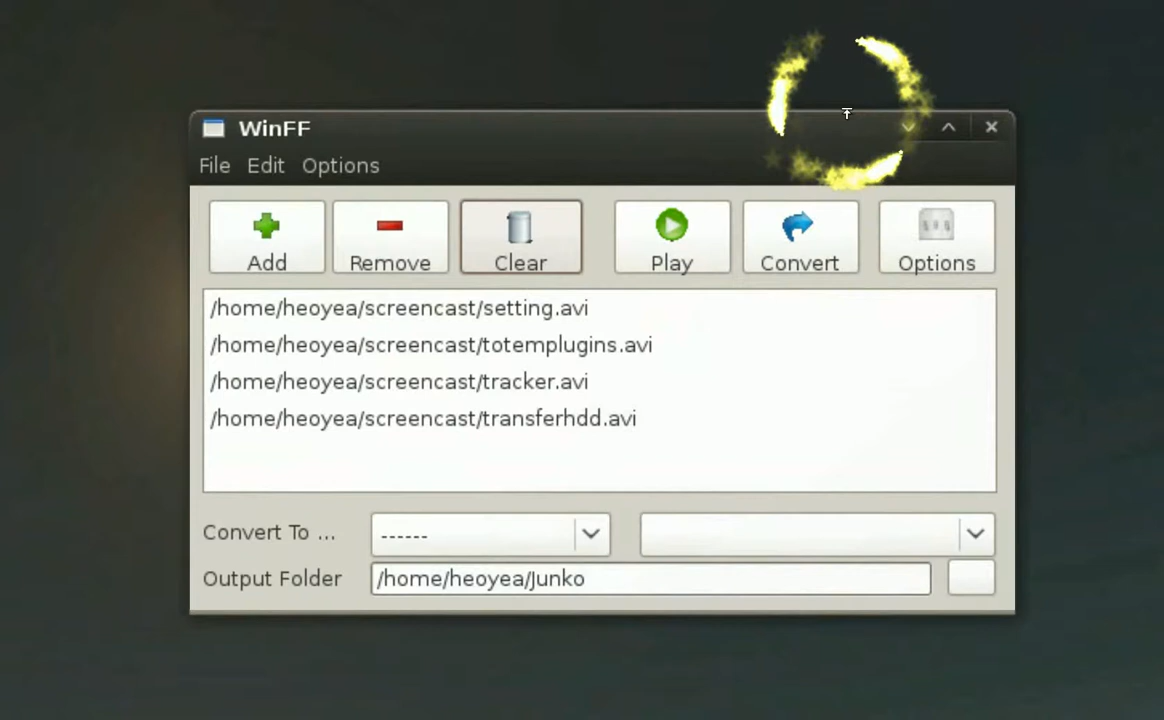 WinFF
File Edit Options
Add Remove Clear Play Convert Options
/home/heoyea/screencast/setting.avi
/home/heoyea/screencast/totemplugins.avi
/home/heoyea/screencast/tracker.avi
/home/heoyea/screencast/transferhdd.avi
Convert To ... ------
Output Folder /home/heoyea/Junko